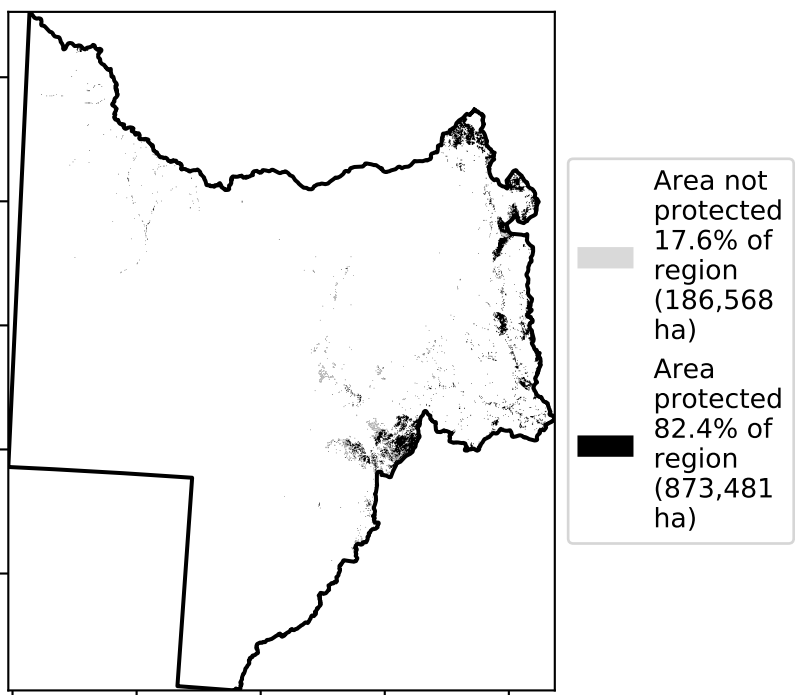 Area not
protected
17.6% of
region
(186,568
ha)
Area
protected
82.4% of
region
(873,481
ha)